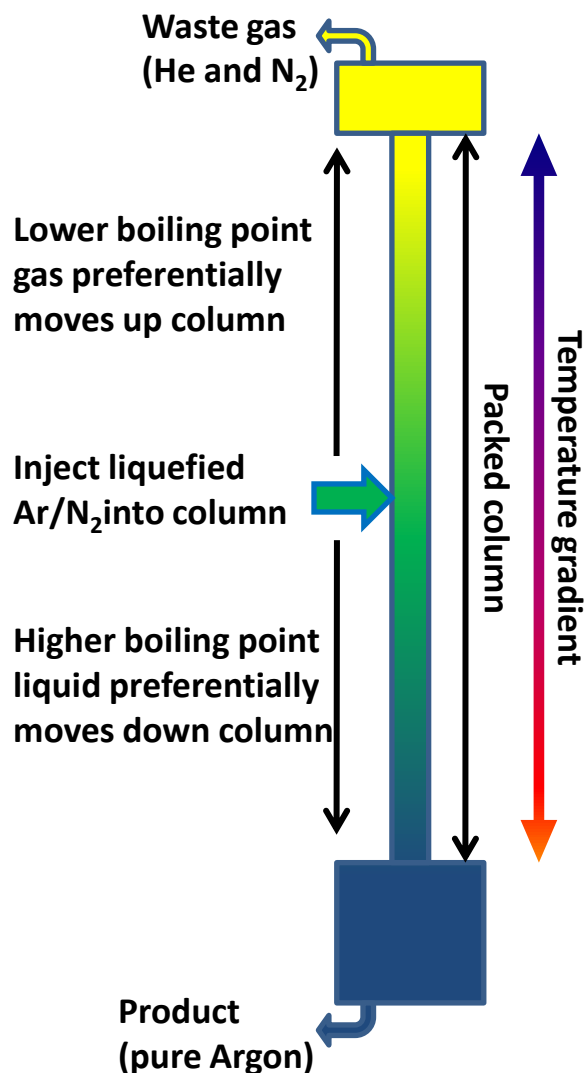 Waste gas
(He and N₂)
Lower boiling point
gas preferentially
moves up column
Inject liquefied
Ar/N₂into column
Higher boiling point
liquid preferentially
moves down column
Packed column
Temperature gradient
Product
(pure Argon)